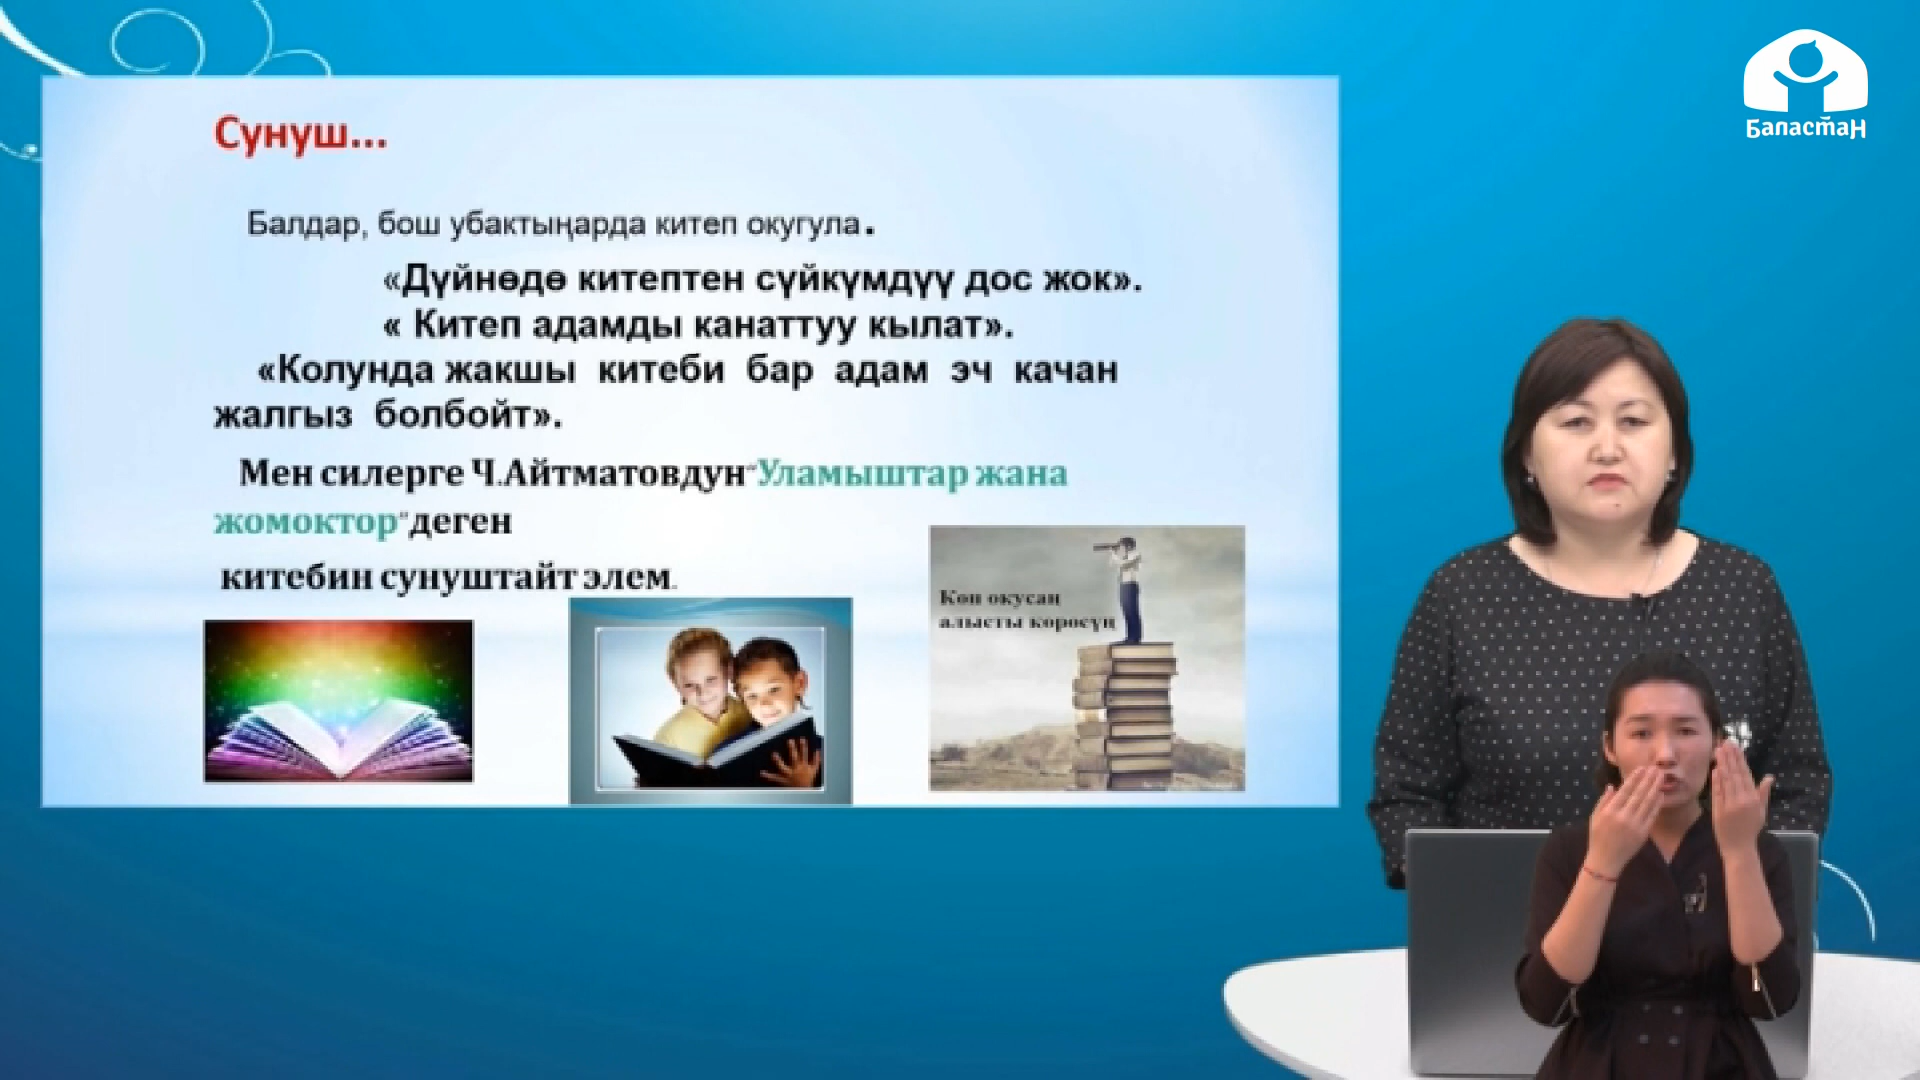 Баластан
Сунуш...
Балдар, бош убактыңарда китеп окугула.
«Дүйнөдө китептен сүйкүмдүү дос жок».
« Китеп адамды канаттуу кылат».
«Колунда жакшы китеби бар адам эч качан
жалгыз болбойт».
Мен силерге Ч.Айтматовдун "Уламыштар жана
жомоктор" деген
китебин сунуштайт элем.
Көп окусаң
алысты көрөсүң